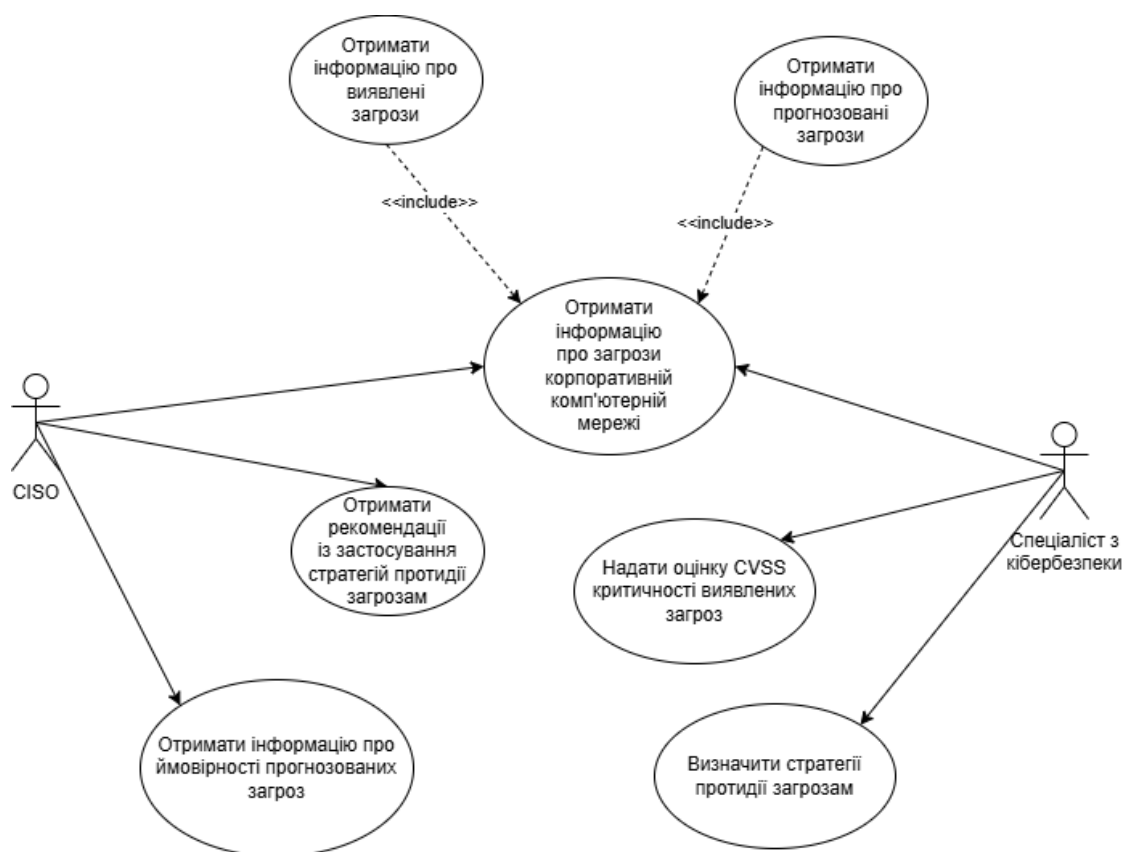 Отримати
інформацію про
виявлені
загрози
Отримати
інформацію про
прогнозовані
загрози
<<include>>
<<include>>
Отримати
інформацію
про загрози
корпоративній
комп'ютерній
мережі
CISO
Отримати
рекомендації
із застосування
стратегій протидії
загрозам
Спеціаліст з
кібербезпеки
Надати оцінку CVSS
критичності виявлених
загроз
Отримати інформацію про
ймовірності прогнозованих
загроз
Визначити стратегії
протидії загрозам